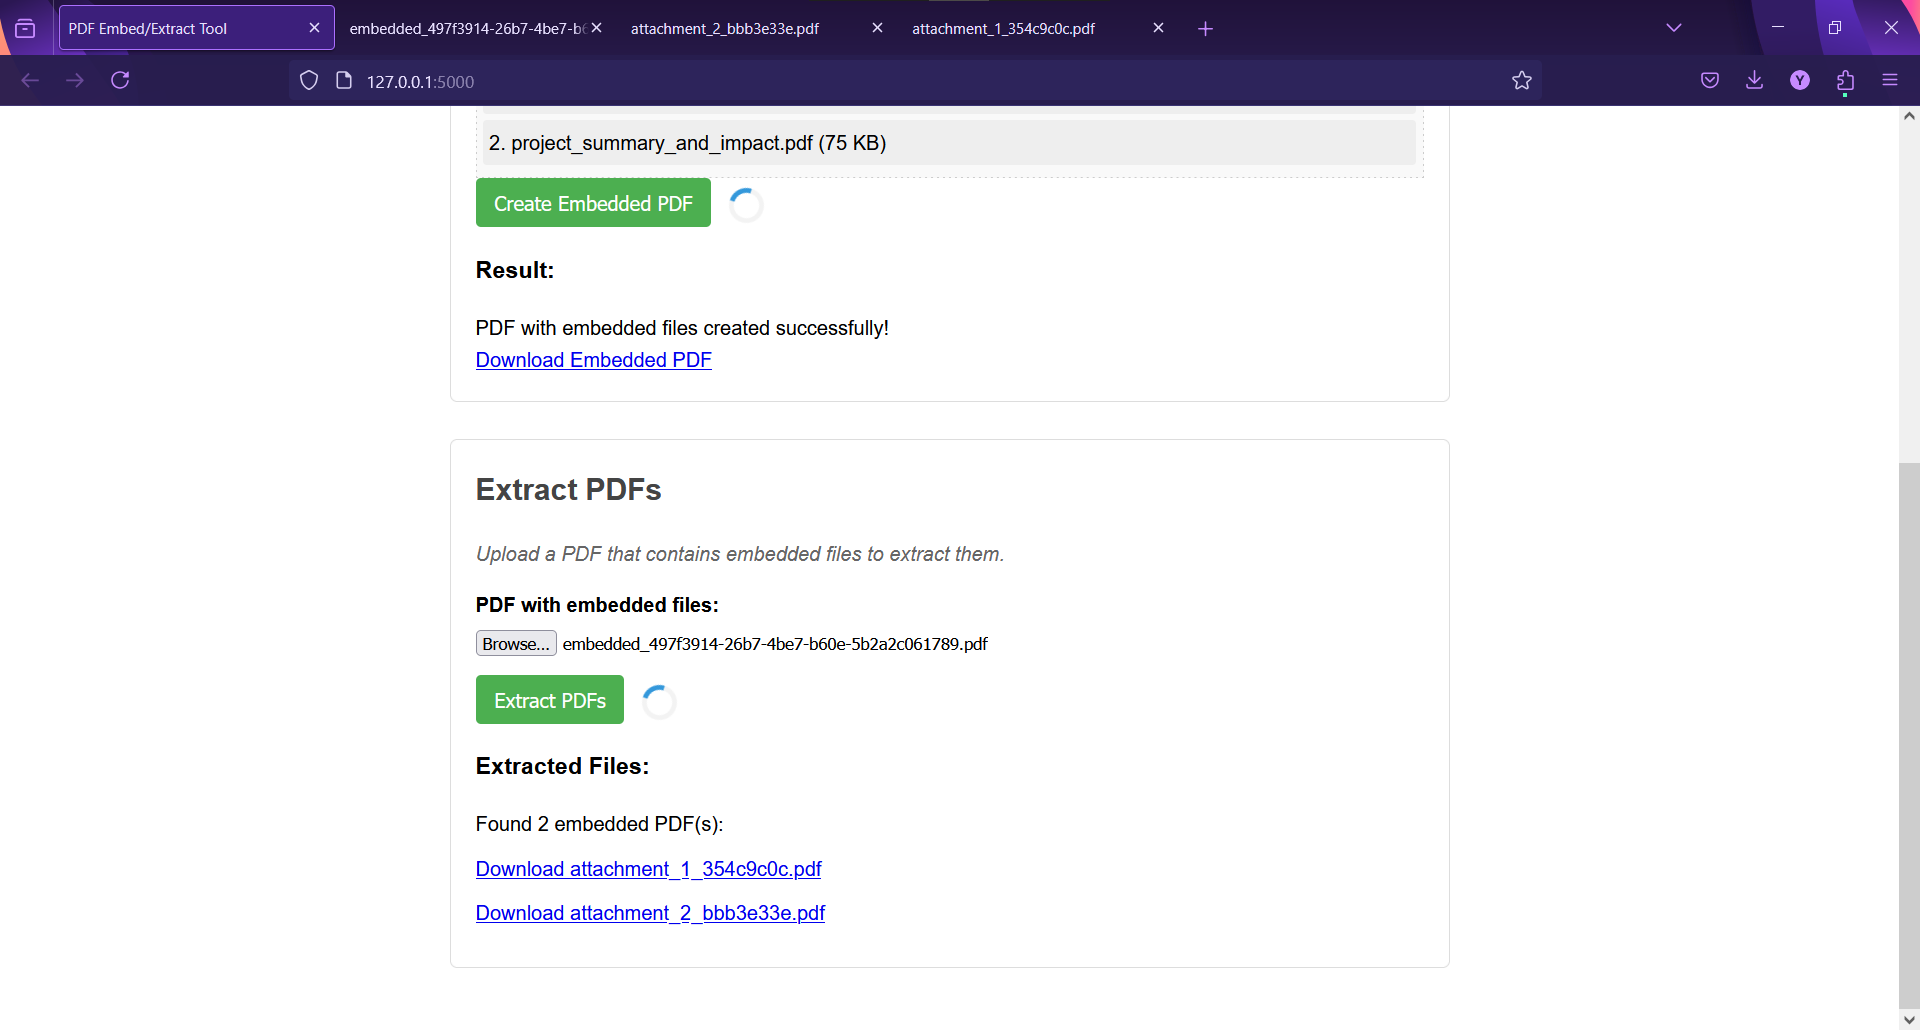 PDF Embed/Extract Tool
embedded_497f3914-26b7-4be7-b6
attachment_2_bbb3e33e.pdf
attachment_1_354c9c0c.pdf
127.0.0.1:5000
Y
2. project_summary_and_impact.pdf (75 KB)
Create Embedded PDF
Result:
PDF with embedded files created successfully!
Download Embedded PDF
Extract PDFs
Upload a PDF that contains embedded files to extract them.
PDF with embedded files:
Browse... embedded_497f3914-26b7-4be7-b60e-5b2a2c061789.pdf
Extract PDFs
Extracted Files:
Found 2 embedded PDF(s):
Download attachment_1_354c9c0c.pdf
Download attachment_2_bbb3e33e.pdf